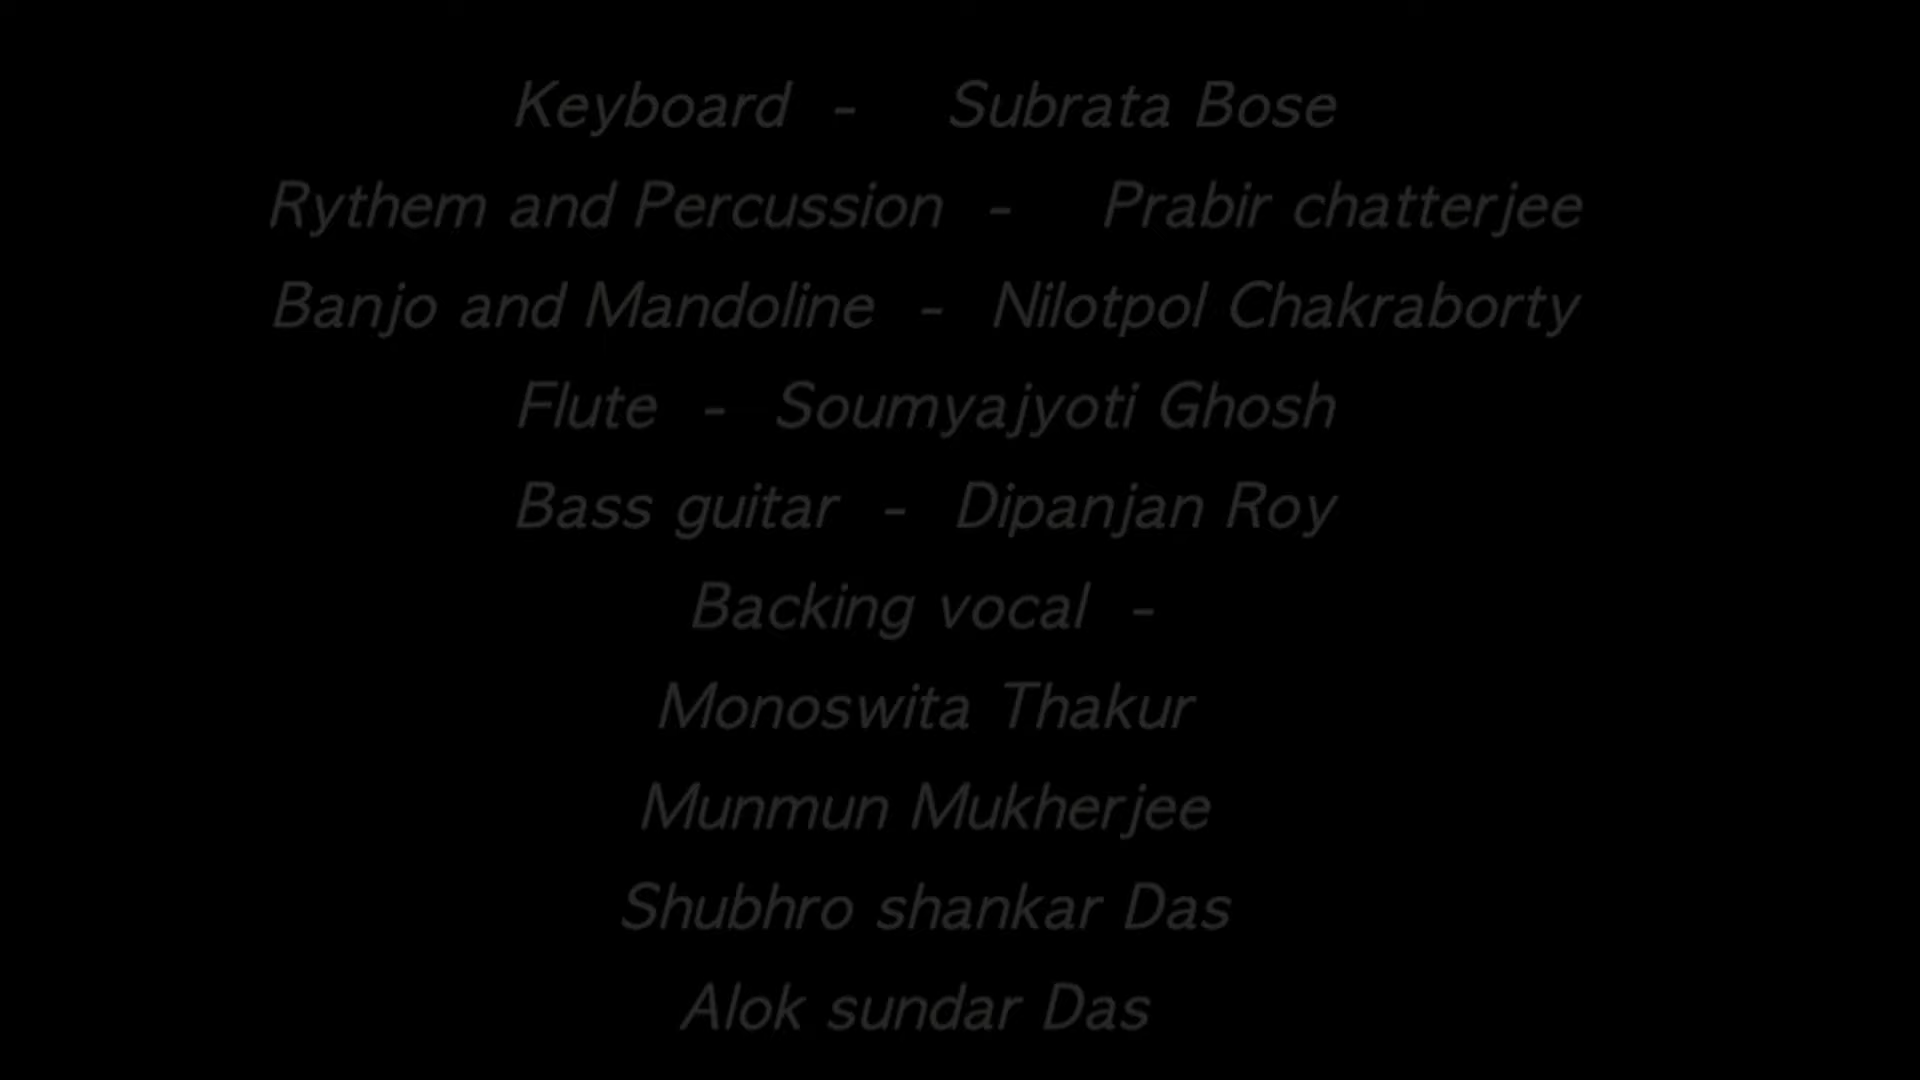 Keyboard - Subrata Bose
Rythem and Percussion - Prabir chatterjee
Banjo and Mandoline - Nilotpol Chakraborty
Flute - Soumyajyoti Ghosh
Bass guitar - Dipanjan Roy
Backing vocal -
Monoswita Thakur
Munmun Mukherjee
Shubhro shankar Das
Alok sundar Das